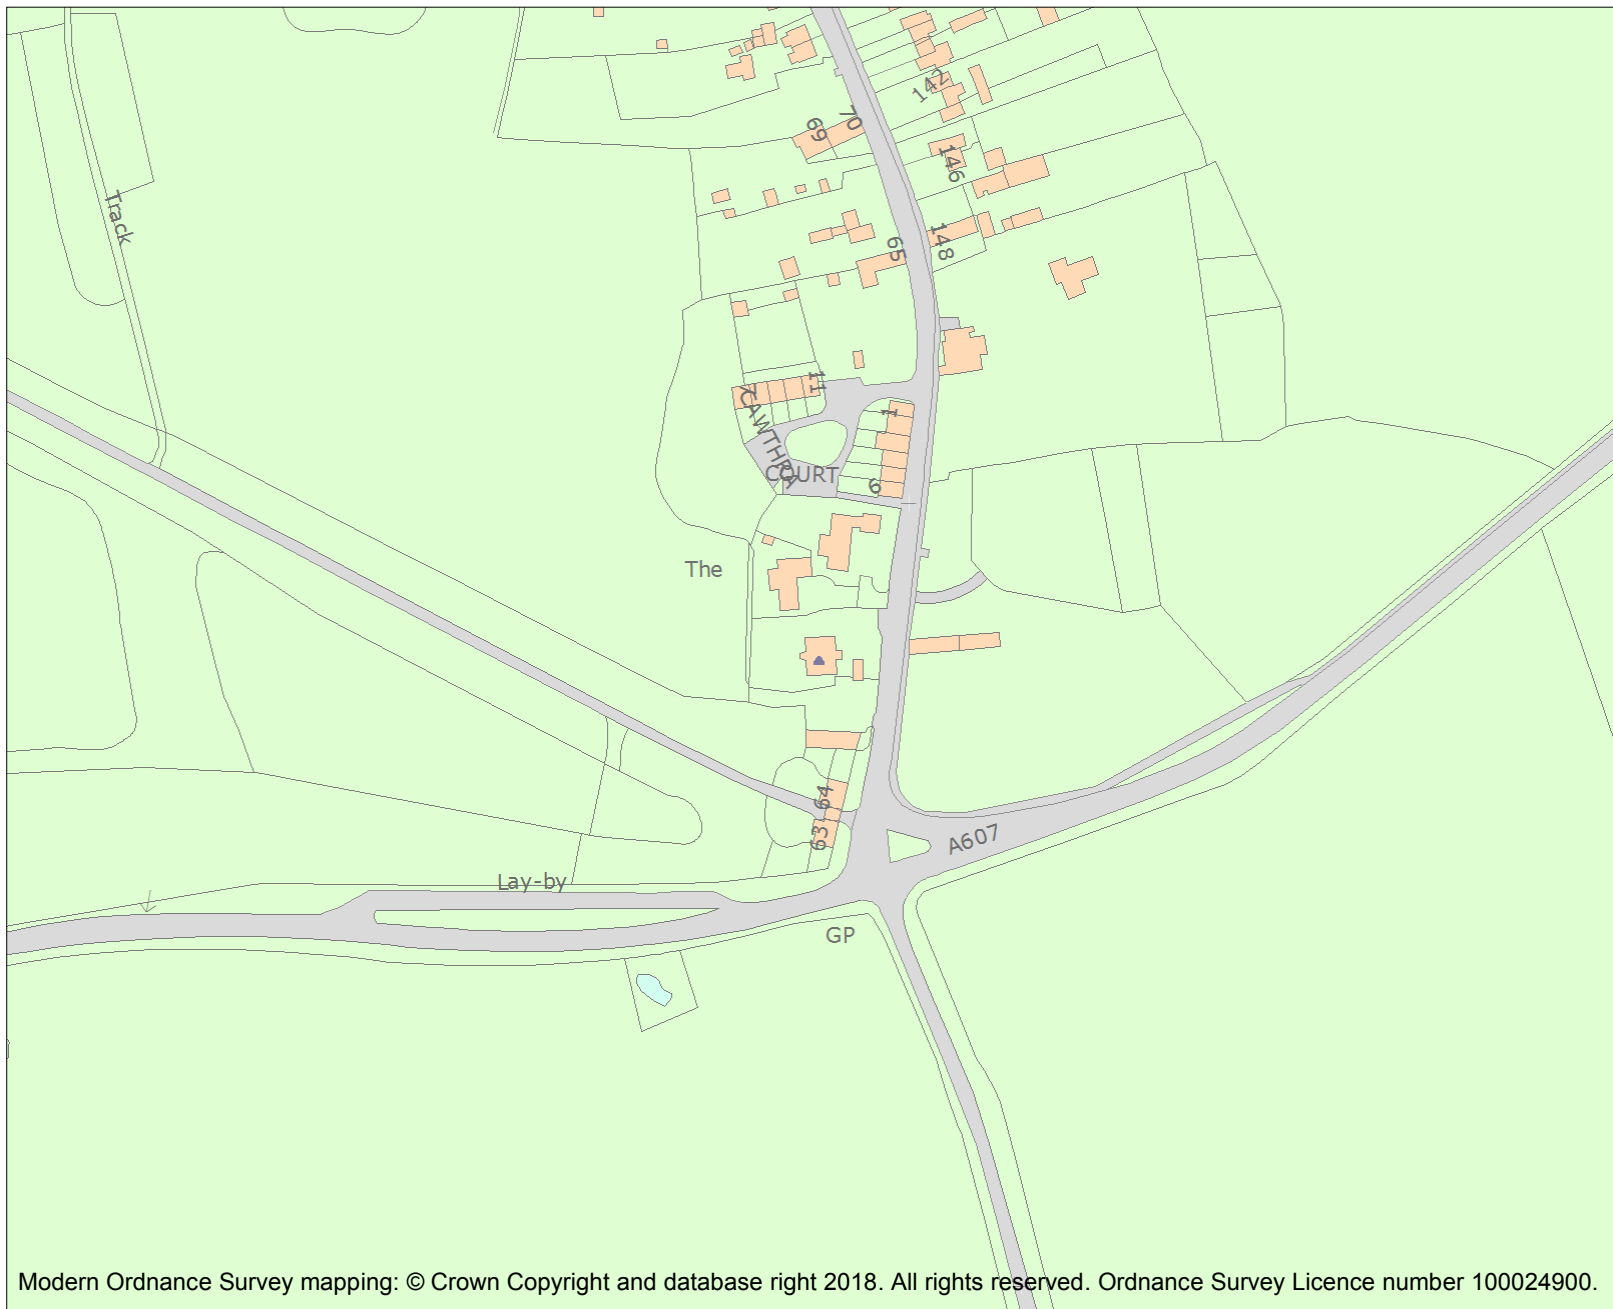 142
70
69
146
Track
148
65
11
7
CAWTHRA
1
COURT
6
The
64
63
A607
Lay-by
GP
Modern Ordnance Survey mapping: © Crown Copyright and database right 2018. All rights reserved. Ordnance Survey Licence number 100024900.